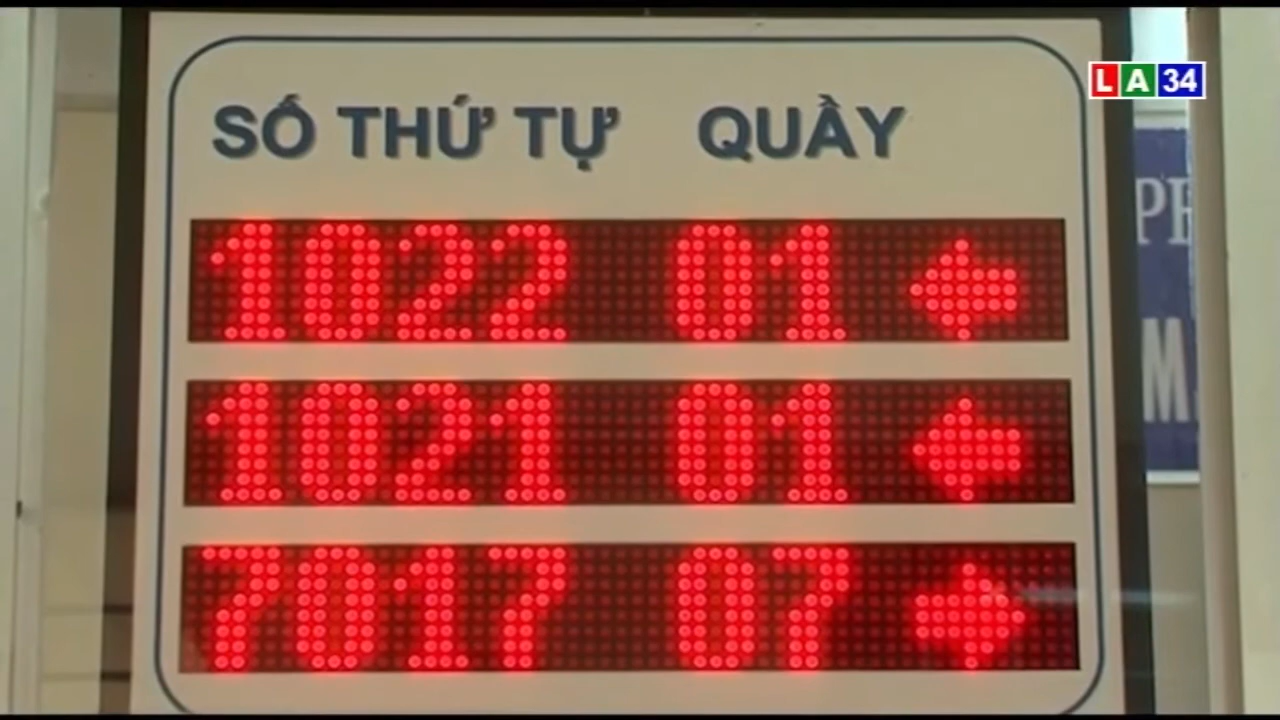 LA34
SỐ THỨ TỰ QUẦY
1022 01 ←
1021 01 ←
7017 07 →